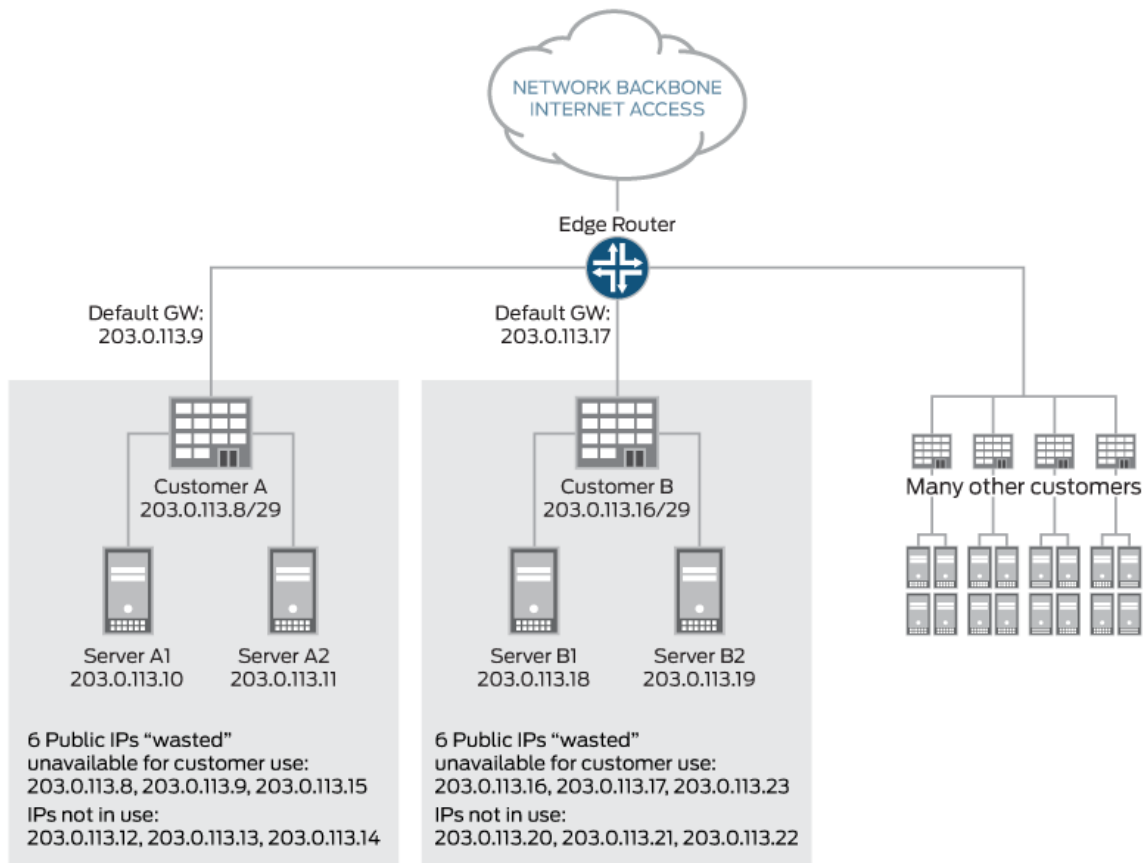 NETWORK BACKBONE
INTERNET ACCESS
Edge Router
Default GW:
203.0.113.9
Default GW:
203.0.113.17
Customer A
203.0.113.8/29
Customer B
203.0.113.16/29
Many other customers
Server A1
203.0.113.10
Server A2
203.0.113.11
Server B1
203.0.113.18
Server B2
203.0.113.19
6 Public IPs “wasted”
unavailable for customer use:
203.0.113.8, 203.0.113.9, 203.0.113.15
IPs not in use:
203.0.113.12, 203.0.113.13, 203.0.113.14
6 Public IPs “wasted”
unavailable for customer use:
203.0.113.16, 203.0.113.17, 203.0.113.23
IPs not in use:
203.0.113.20, 203.0.113.21, 203.0.113.22